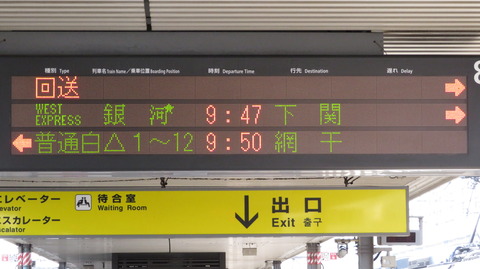 種別 Type 列車名/Train Name/乗車位置 Boarding Position 時刻 Departure Time 行先 Destination 遅れ Delay
回送 →
WEST EXPRESS 銀河★ 9:47 下関 →
← 普通 白△1～12 9:50 網干
8
エレベーター
エスカレーター
待合室
Waiting Room
↓ 出口
Exit 출구